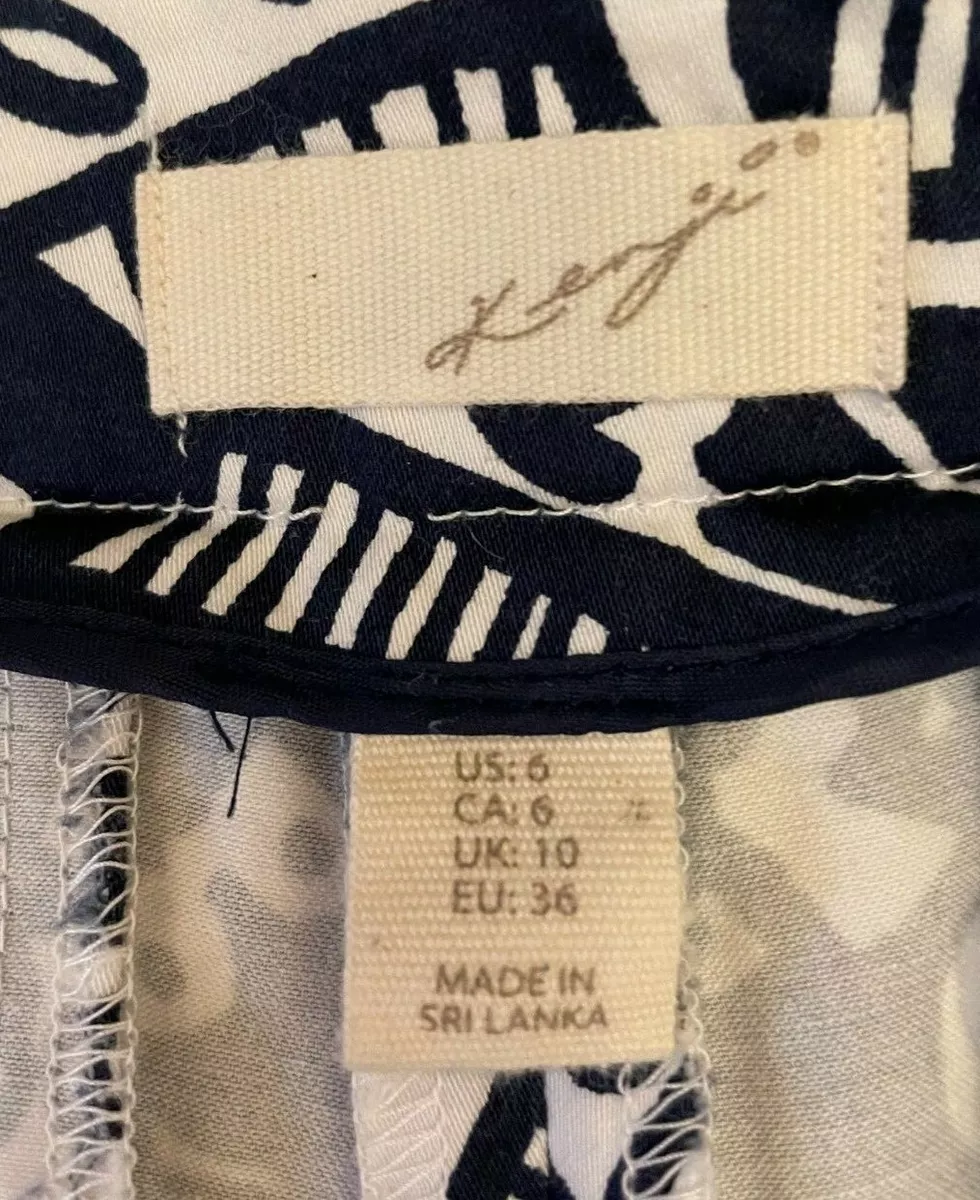 Kenji
US: 6
CA: 6
UK: 10
EU: 36
MADE IN
SRI LANKA